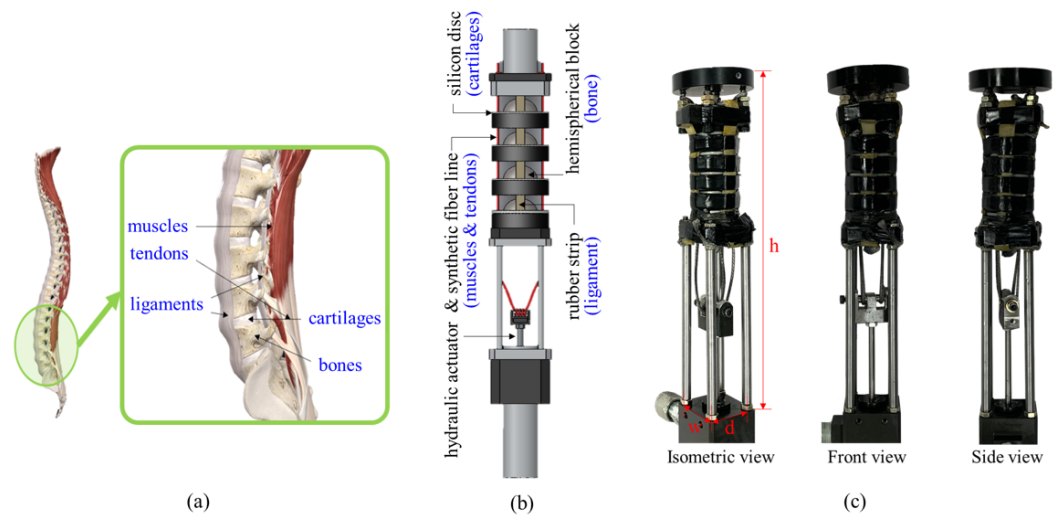 muscles
tendons
ligaments
cartilages
bones
(a)
silicon disc
(cartilages)
hydraulic actuator & synthetic fiber line
(muscles & tendons)
hemispherical block
(bone)
rubber strip
(ligament)
(b)
h
w
d
Isometric view
Front view
Side view
(c)